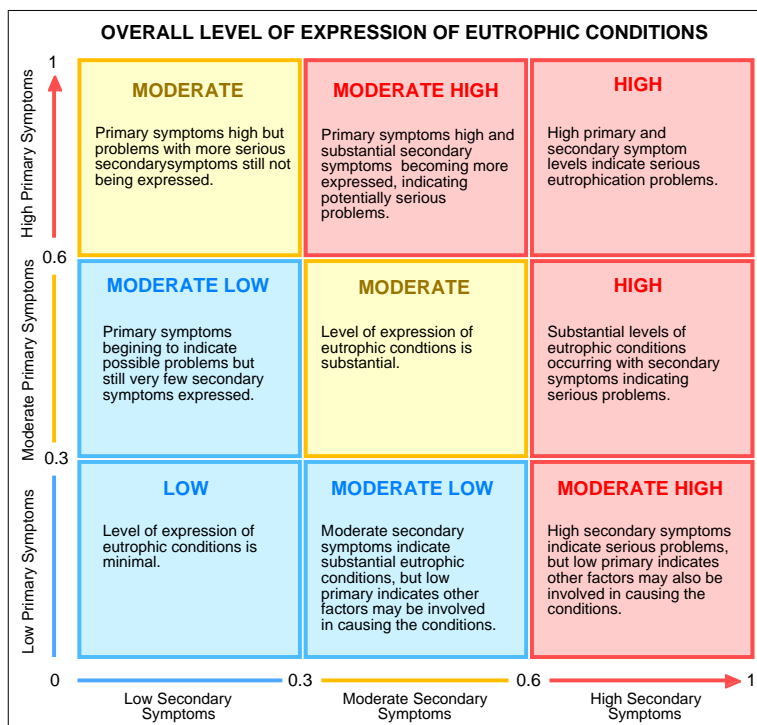 OVERALL LEVEL OF EXPRESSION OF EUTROPHIC CONDITIONS
1
High Primary Symptoms
MODERATE
Primary symptoms high but
problems with more serious
secondarysymptoms still not
being expressed.
MODERATE HIGH
Primary symptoms high and
substantial secondary
symptoms becoming more
expressed, indicating
potentially serious
problems.
HIGH
High primary and
secondary symptom
levels indicate serious
eutrophication problems.
0.6
Moderate Primary Symptoms
MODERATE LOW
Primary symptoms
begining to indicate
possible problems but
still very few secondary
symptoms expressed.
MODERATE
Level of expression of
eutrophic condtions is
substantial.
HIGH
Substantial levels of
eutrophic conditions
occurring with secondary
symptoms indicating
serious problems.
0.3
Low Primary Symptoms
LOW
Level of expression of
eutrophic conditions is
minimal.
MODERATE LOW
Moderate secondary
symptoms indicate
substantial eutrophic
conditions, but low
primary indicates other
factors may be involved
in causing the conditions.
MODERATE HIGH
High secondary symptoms
indicate serious problems,
but low primary indicates
other factors may also be
involved in causing the
conditions.
0
0.3
0.6
1
Low Secondary
Symptoms
Moderate Secondary
Symptoms
High Secondary
Symptoms